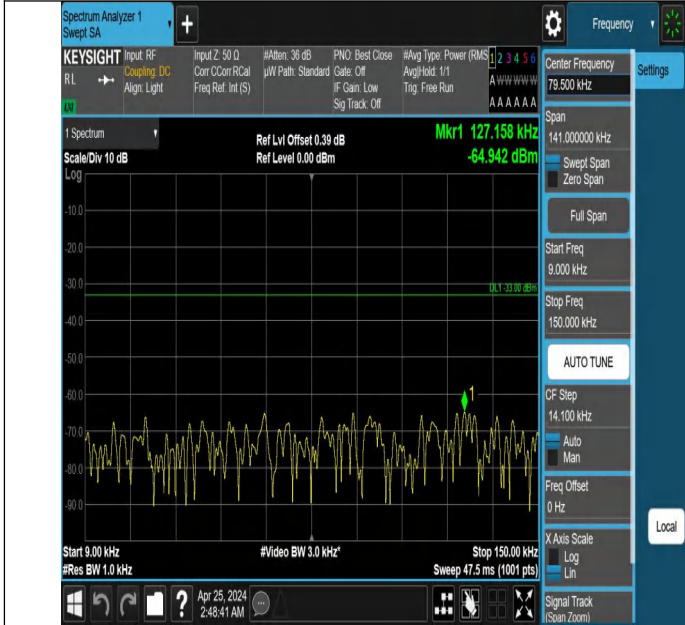 Spectrum Analyzer 1
Swept SA
Frequency
KEYSIGHT
Input: RF
Coupling: DC
Align: Light
Input Z: 50 Ω
Corr CCorr RCal
Freq Ref: Int (S)
#Atten: 36 dB
µW Path: Standard
PNO: Best Close
Gate: Off
IF Gain: Low
Sig Track: Off
#Avg Type: Power (RMS
Avg|Hold: 1/1
Trig: Free Run
1 2 3 4 5 6
A W W W W W
A A A A A A
R L
1 Spectrum
Scale/Div 10 dB
Log
Ref Lvl Offset 0.39 dB
Ref Level 0.00 dBm
Mkr1 127.158 kHz
-64.942 dBm
-10.0
-20.0
-30.0
DL1 -33.00 dBm
-40.0
-50.0
-60.0
1
-70.0
-80.0
-90.0
Start 9.00 kHz
#Video BW 3.0 kHz*
Stop 150.00 kHz
#Res BW 1.0 kHz
Sweep 47.5 ms (1001 pts)
Apr 25, 2024
2:48:41 AM
Center Frequency
79.500 kHz
Settings
Span
141.000000 kHz
Swept Span
Zero Span
Full Span
Start Freq
9.000 kHz
Stop Freq
150.000 kHz
AUTO TUNE
CF Step
14.100 kHz
Auto
Man
Freq Offset
0 Hz
X Axis Scale
Log
Lin
Local
Signal Track
(Span Zoom)